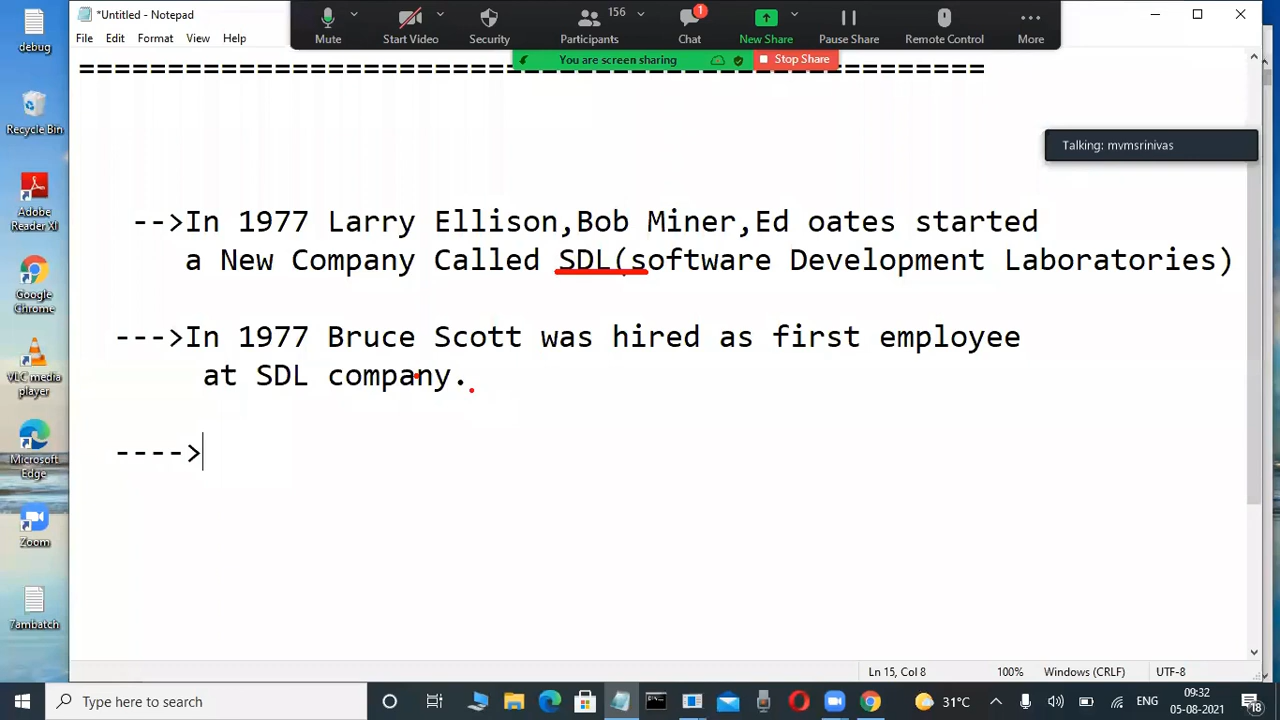 *Untitled - Notepad
File Edit Format View Help
Mute
Start Video
Security
156
Participants
1
Chat
New Share
Pause Share
Remote Control
More
You are screen sharing
Stop Share
==================================================
Talking: mvmsrinivas
-->In 1977 Larry Ellison,Bob Miner,Ed oates started
a New Company Called SDL(software Development Laboratories)
--->In 1977 Bruce Scott was hired as first employee
at SDL company.
---->
debug
Recycle Bin
Adobe
Reader XI
Google
Chrome
VLC media
player
Microsoft
Edge
Zoom
7ambatch
Ln 15, Col 8 100% Windows (CRLF) UTF-8
Type here to search
31°C
ENG
09:32
05-08-2021
18